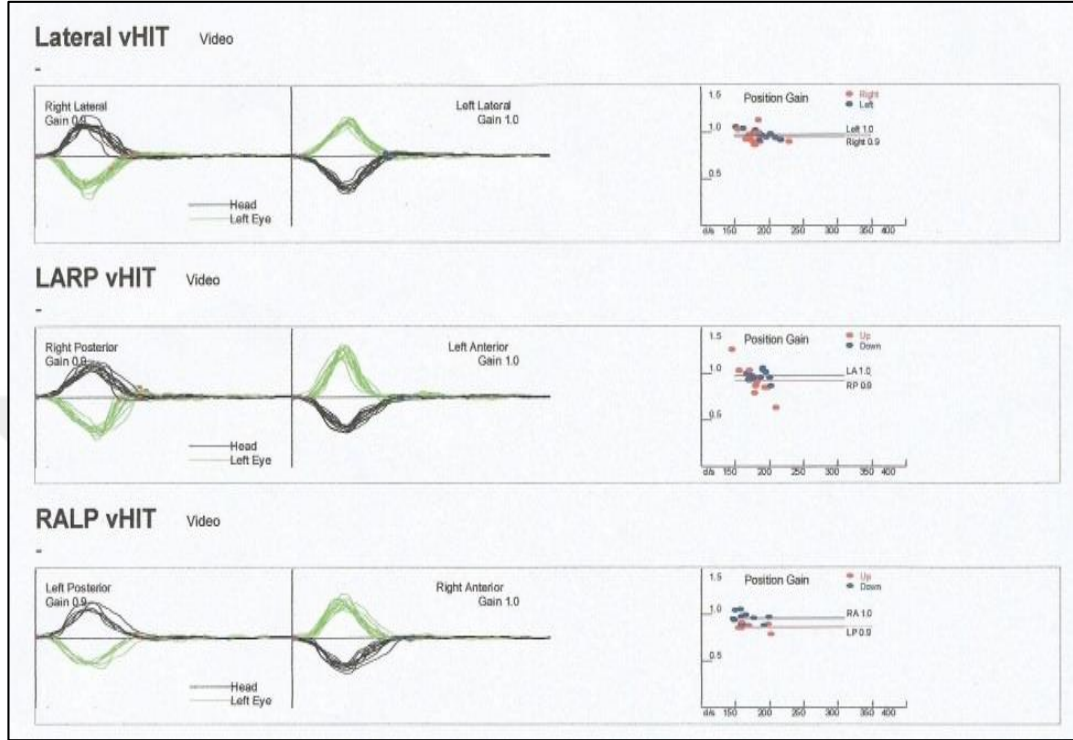 Lateral vHIT Video
-
Right Lateral
Gain 0.9
Left Lateral
Gain 1.0
Head
Left Eye
Position Gain
Right
Left
1.5
1.0
0.5
Left 1.0
Right 0.9
d/s 150 200 250 300 350 400
LARP vHIT Video
-
Right Posterior
Gain 0.9
Left Anterior
Gain 1.0
Head
Left Eye
Position Gain
Up
Down
1.5
1.0
0.5
LA 1.0
RP 0.9
d/s 150 200 250 300 350 400
RALP vHIT Video
-
Left Posterior
Gain 0.9
Right Anterior
Gain 1.0
Head
Left Eye
Position Gain
Up
Down
1.5
1.0
0.5
RA 1.0
LP 0.9
d/s 150 200 250 300 350 400